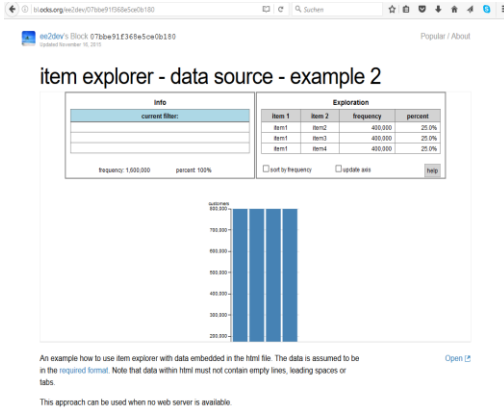 bl.ocks.org/ee2dev/07bbe91f368e5ce0b180
Suchen
ee2dev's Block 07bbe91f368e5ce0b180
Updated November 18, 2015
Popular / About
item explorer - data source - example 2
Info
current filter:
frequency: 1,600,000 percent: 100%
Exploration
item 1 item 2 frequency percent
item1 item2 400,000 25.0%
item1 item3 400,000 25.0%
item1 item4 400,000 25.0%
sort by frequency update axis help
customers
800,000
700,000
600,000
500,000
400,000
300,000
200,000
An example how to use item explorer with data embedded in the html file. The data is assumed to be
in the required format. Note that data within html must not contain empty lines, leading spaces or
tabs.
Open
This approach can be used when no web server is available.